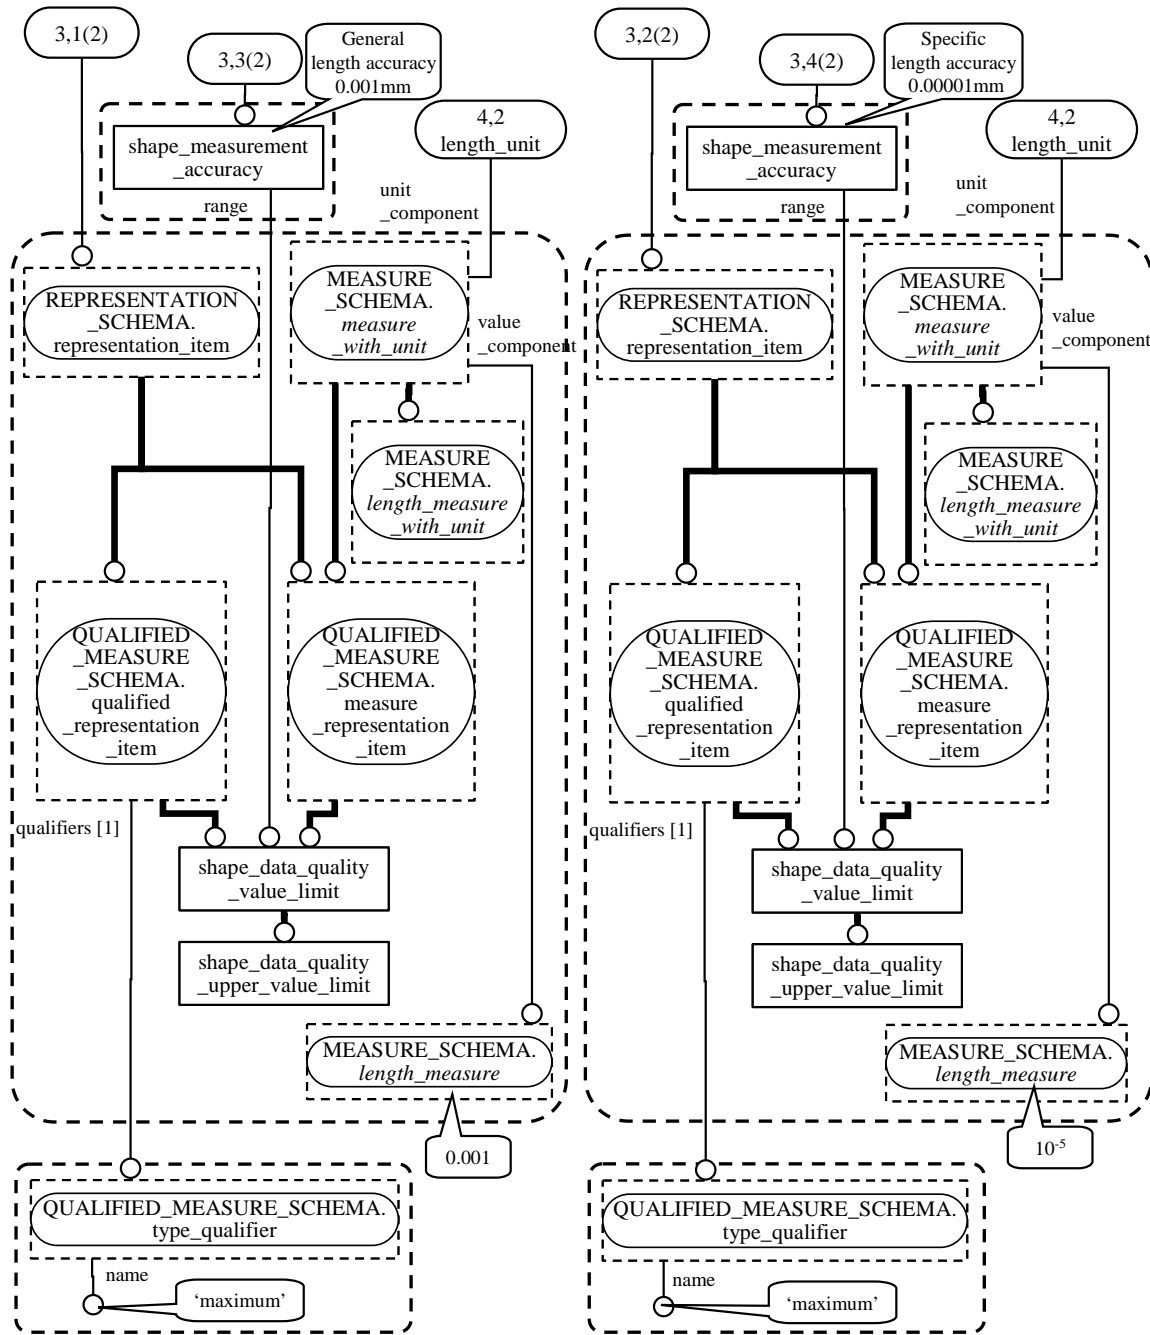 3,1(2)
3,3(2)
General
length accuracy
0.001mm
4,2
length_unit
shape_measurement
_accuracy
range
unit
_component
REPRESENTATION
_SCHEMA.
representation_item
MEASURE
_SCHEMA.
measure
_with_unit
value
_component
MEASURE
_SCHEMA.
length_measure
_with_unit
QUALIFIED
_MEASURE
_SCHEMA.
qualified
_representation
_item
QUALIFIED
_MEASURE
_SCHEMA.
measure
_representation
_item
qualifiers [1]
shape_data_quality
_value_limit
shape_data_quality
_upper_value_limit
MEASURE_SCHEMA.
length_measure
0.001
QUALIFIED_MEASURE_SCHEMA.
type_qualifier
name
‘maximum’
3,2(2)
3,4(2)
Specific
length accuracy
0.00001mm
4,2
length_unit
shape_measurement
_accuracy
range
unit
_component
REPRESENTATION
_SCHEMA.
representation_item
MEASURE
_SCHEMA.
measure
_with_unit
value
_component
MEASURE
_SCHEMA.
length_measure
_with_unit
QUALIFIED
_MEASURE
_SCHEMA.
qualified
_representation
_item
QUALIFIED
_MEASURE
_SCHEMA.
measure
_representation
_item
qualifiers [1]
shape_data_quality
_value_limit
shape_data_quality
_upper_value_limit
MEASURE_SCHEMA.
length_measure
10⁻⁵
QUALIFIED_MEASURE_SCHEMA.
type_qualifier
name
‘maximum’